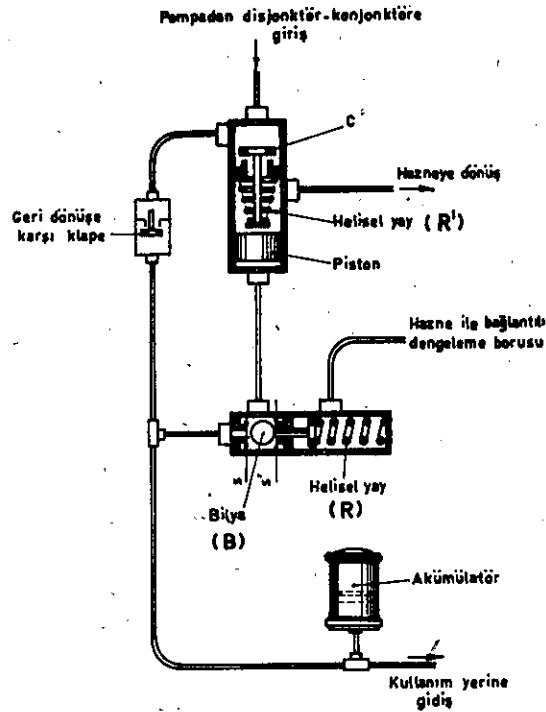 Pompadan disjonktör-konjonktöre
giriş
C
Hazneye dönüş
Helisel yay (R')
Geri dönüşe
karşı klape
Piston
Hazne ile bağlantılı
dengeleme borusu
S S'
Helisel yay
(R)
Bilya
(B)
Akümülatör
Kullanım yerine
gidiş